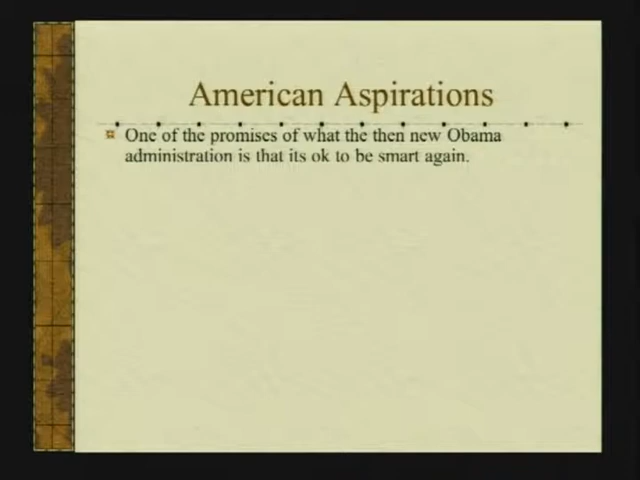 American Aspirations
One of the promises of what the then new Obama
administration is that its ok to be smart again.